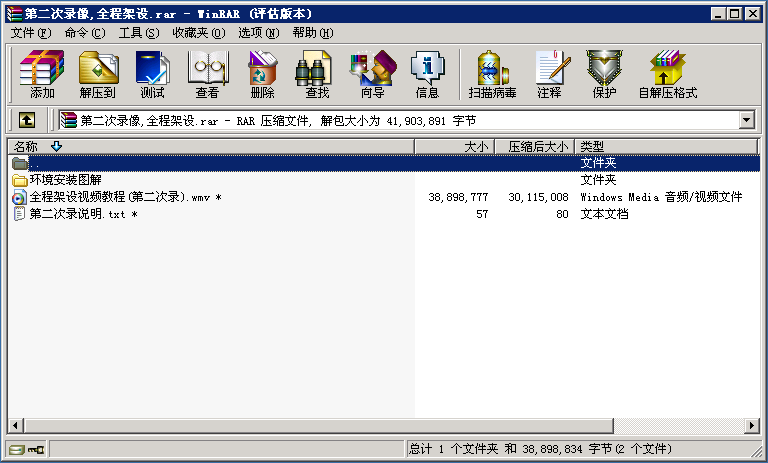 第二次录像,全程架设.rar - WinRAR (评估版本)
文件(F) 命令(C) 工具(S) 收藏夹(O) 选项(N) 帮助(H)
添加 解压到 测试 查看 删除 查找 向导 信息 扫描病毒 注释 保护 自解压格式
第二次录像,全程架设.rar - RAR 压缩文件, 解包大小为 41,903,891 字节
名称 大小 压缩后大小 类型
.. 文件夹
环境安装图解 文件夹
全程架设视频教程(第二次录).wmv * 38,898,777 30,115,008 Windows Media 音频/视频文件
第二次录说明.txt * 57 80 文本文档
总计 1 个文件夹 和 38,898,834 字节(2 个文件)